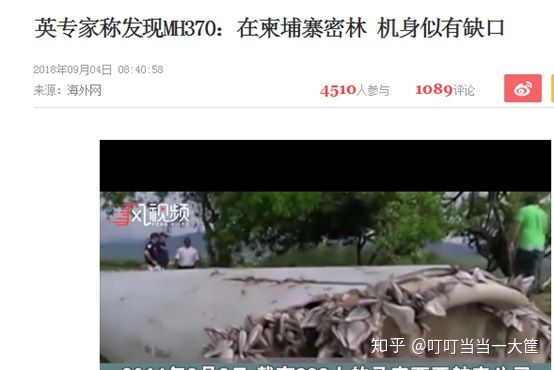 英专家称发现MH370：在柬埔寨密林 机身似有缺口
2018年09月04日 08:40:58
来源：海外网
4510人参与 1089评论
风视频
FENG VIDEO
知乎 @叮叮当当一大筐